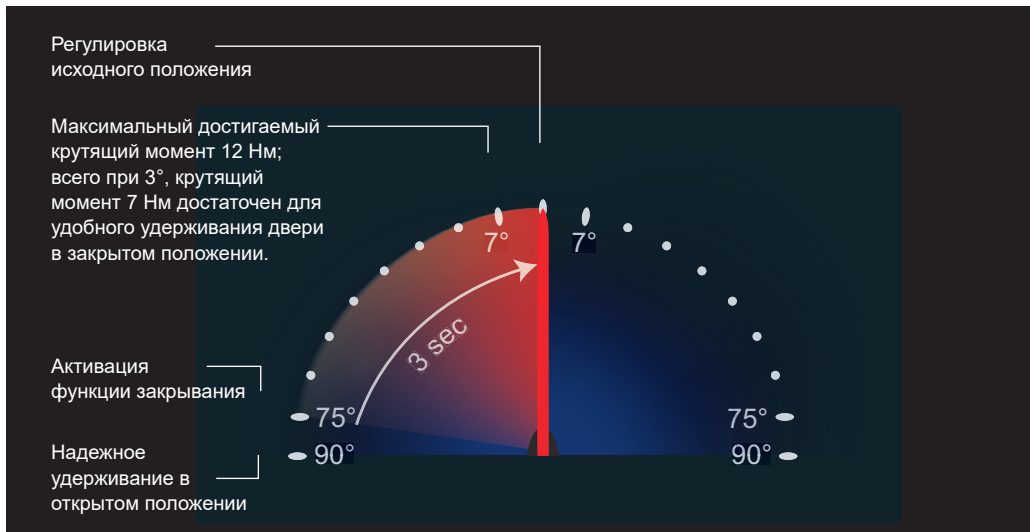 Регулировка
исходного положения
Максимальный достигаемый
крутящий момент 12 Нм;
всего при 3°, крутящий
момент 7 Нм достаточен для
удобного удерживания двери
в закрытом положении.
7°
7°
3 sec
Активация
функции закрывания
75°
75°
90°
90°
Надежное
удерживание в
открытом положении